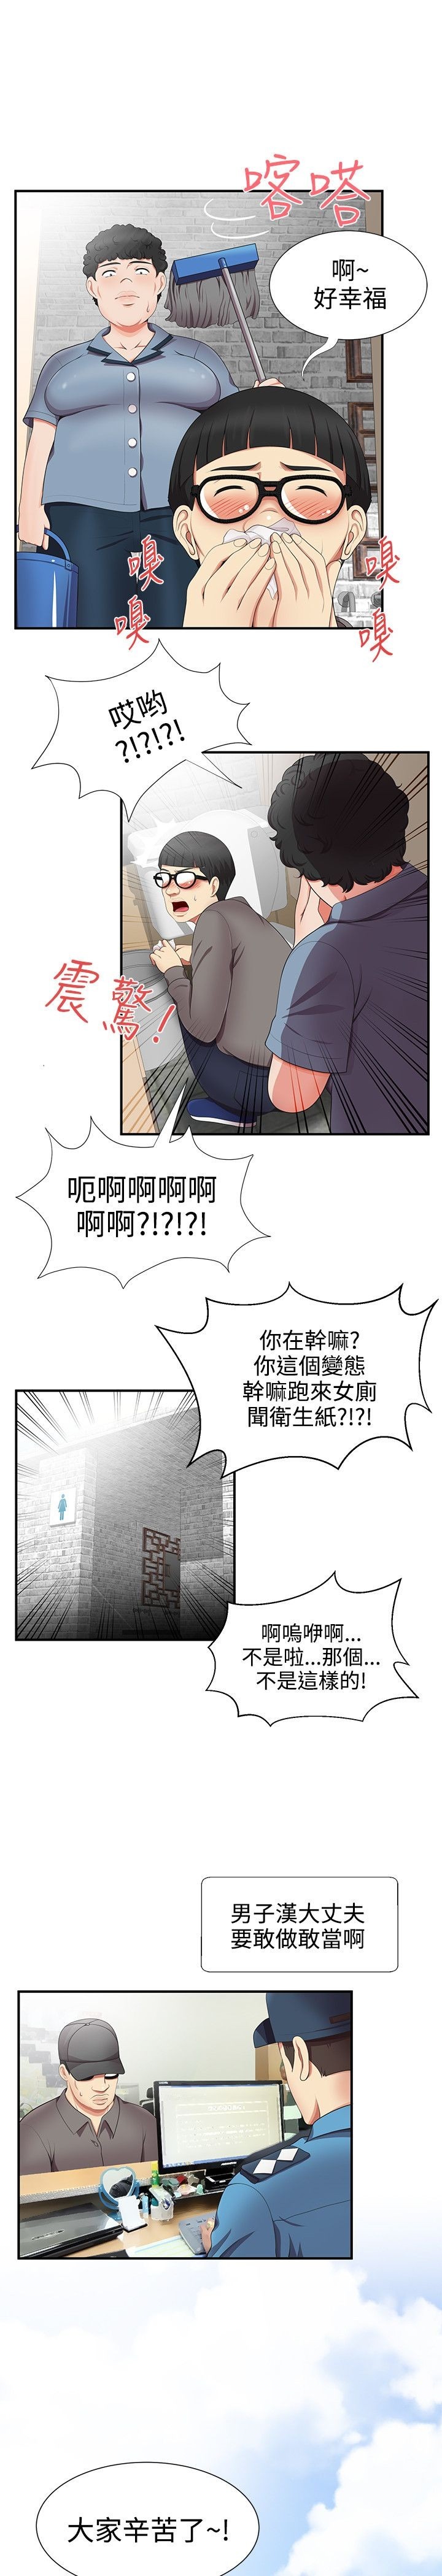 喀嗒
啊~
好幸福
嗅
嗅
嗅
嗅
哎喲
?!?!?!
震驚!
呃啊啊啊啊
啊啊?!?!?!
你在幹嘛?
你這個變態
幹嘛跑來女廁
聞衛生紙?!?!
啊嗚咿啊...
不是啦...那個...
不是這樣的!
男子漢大丈夫
要敢做敢當啊
大家辛苦了~!